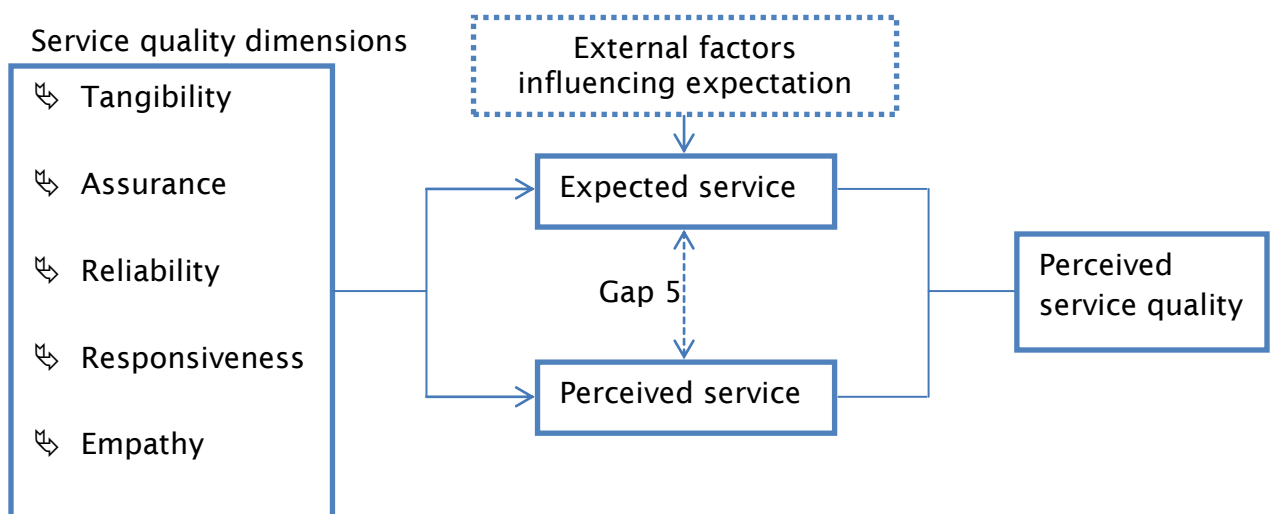 Service quality dimensions
Tangibility
Assurance
Reliability
Responsiveness
Empathy
External factors
influencing expectation
Expected service
Gap 5
Perceived service
Perceived
service quality